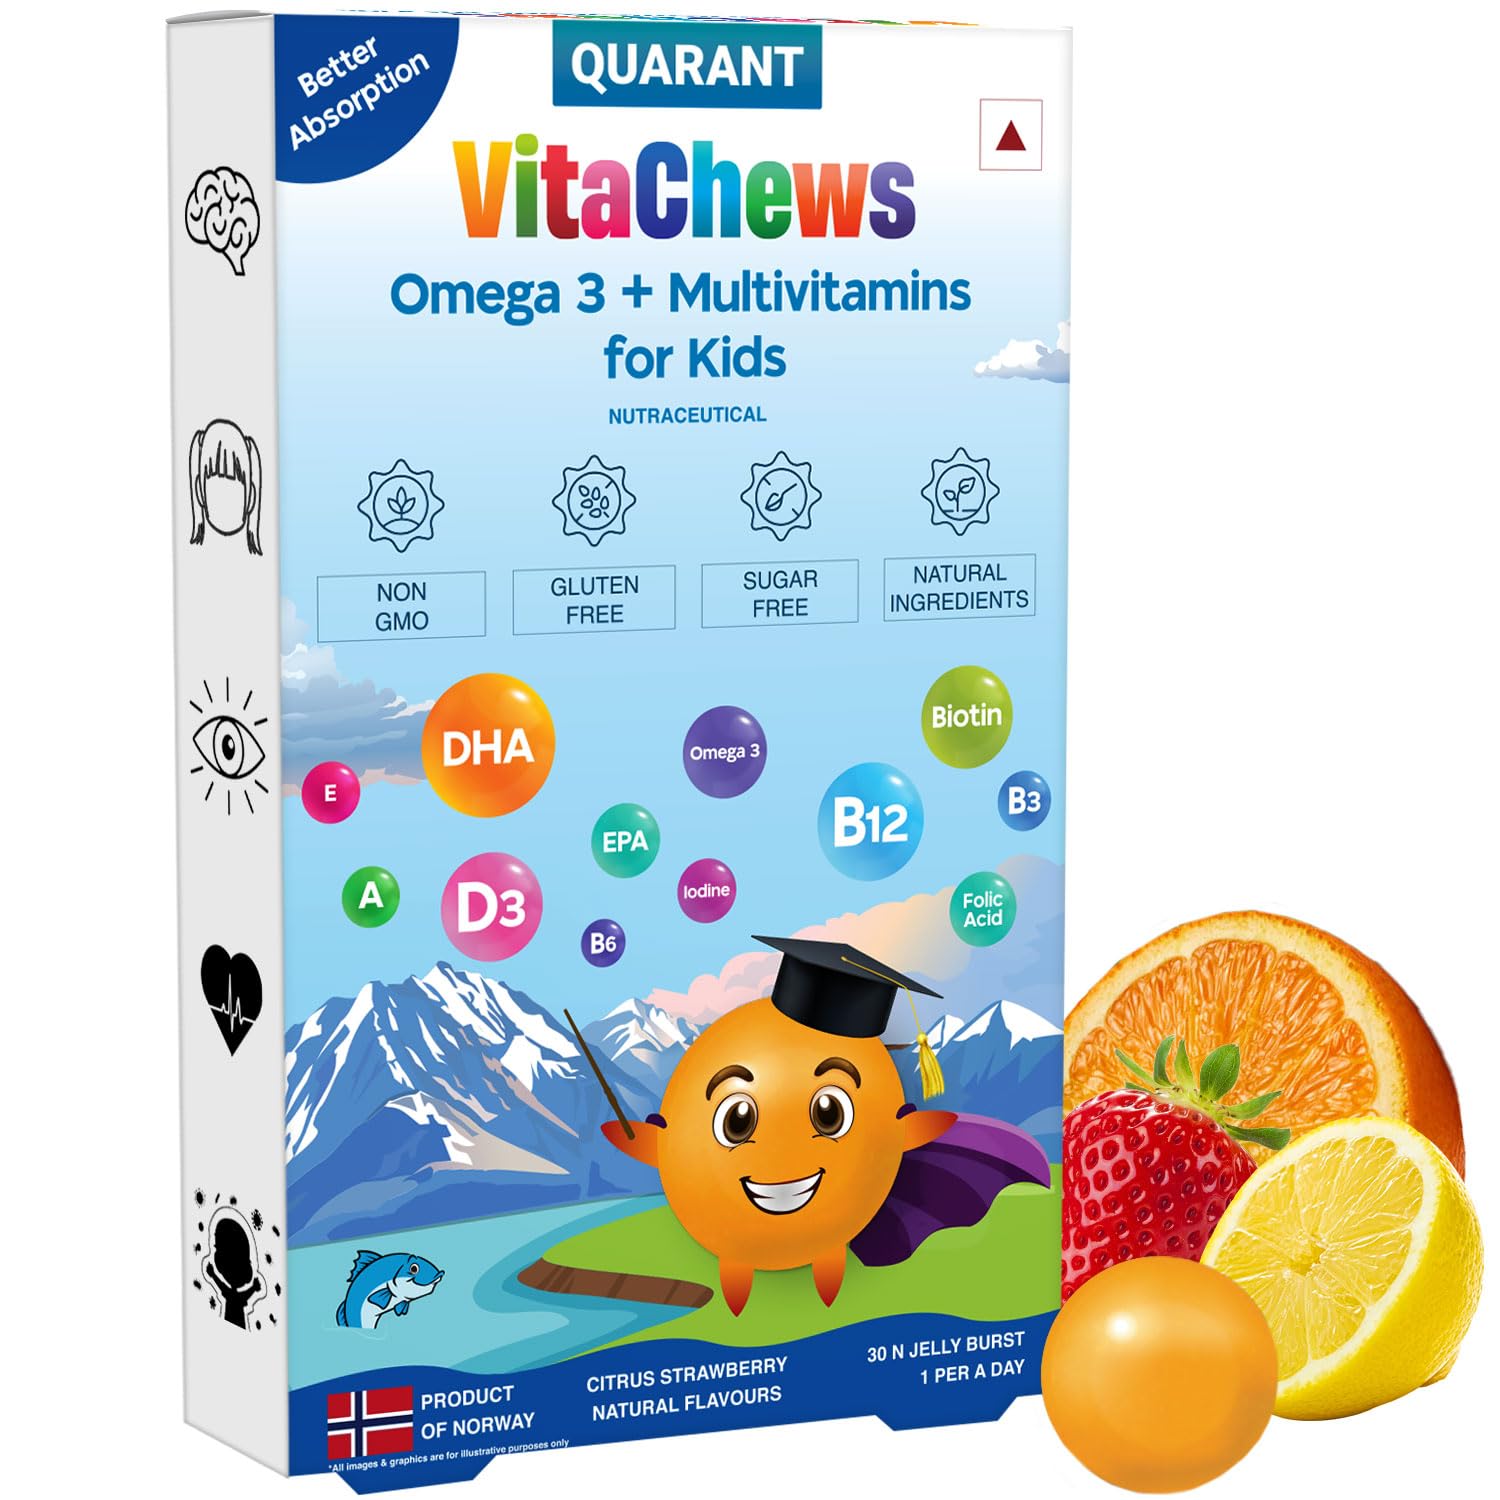 Better
Absorption
QUARANT
VitaChews
Omega 3 + Multivitamins
for Kids
NUTRACEUTICAL
NON
GMO
GLUTEN
FREE
SUGAR
FREE
NATURAL
INGREDIENTS
DHA
Omega 3
Biotin
E
EPA
B12
B3
A
D3
Iodine
B6
Folic
Acid
PRODUCT
OF NORWAY
CITRUS STRAWBERRY
NATURAL FLAVOURS
30 N JELLY BURST
1 PER A DAY
*All images & graphics are for illustrative purposes only